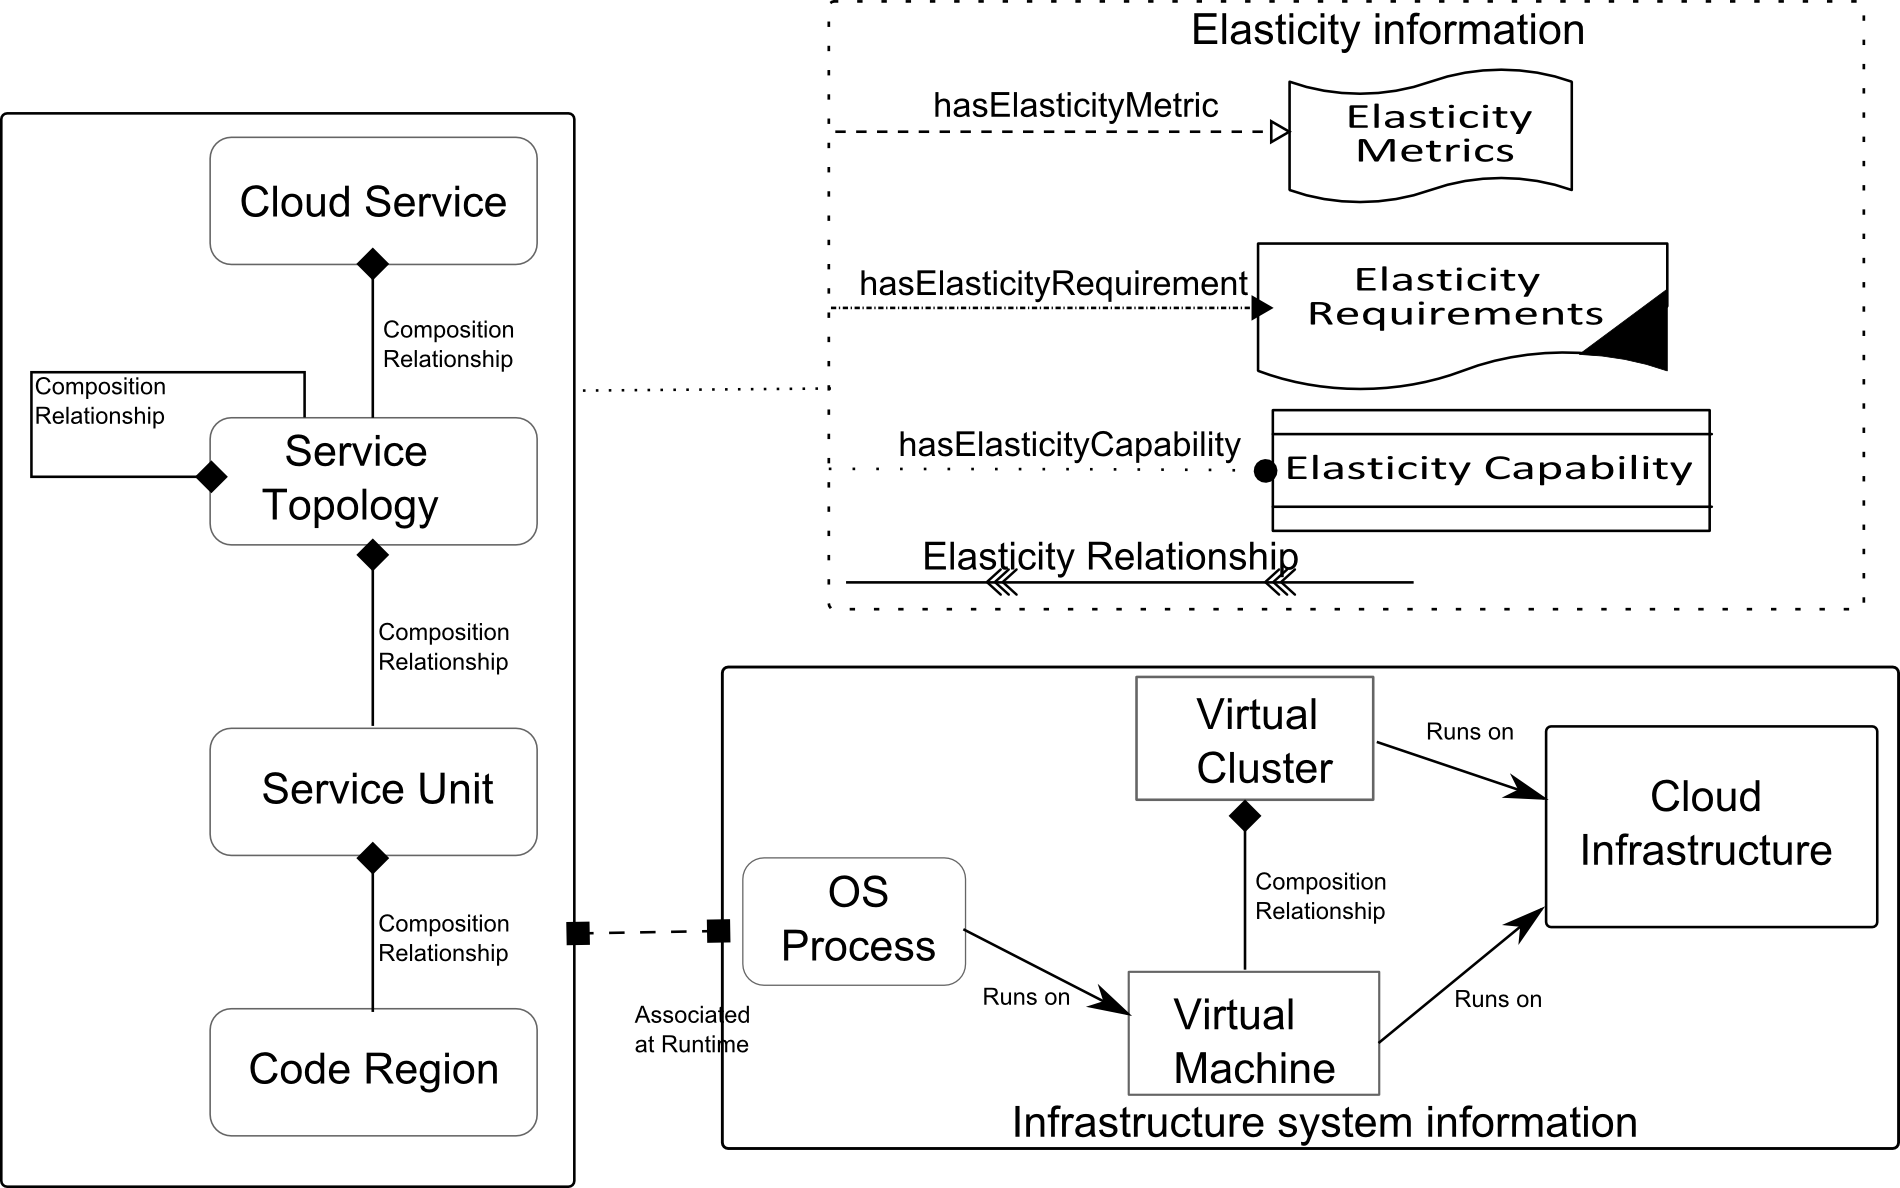 Cloud Service
Composition
Relationship
Composition
Relationship
Service
Topology
Composition
Relationship
Service Unit
Composition
Relationship
Code Region
Elasticity information
hasElasticityMetric
Elasticity
Metrics
hasElasticityRequirement
Elasticity
Requirements
hasElasticityCapability
Elasticity Capability
Elasticity Relationship
Associated
at Runtime
Virtual
Cluster
Runs on
Cloud
Infrastructure
Composition
Relationship
OS
Process
Runs on
Runs on
Virtual
Machine
Infrastructure system information